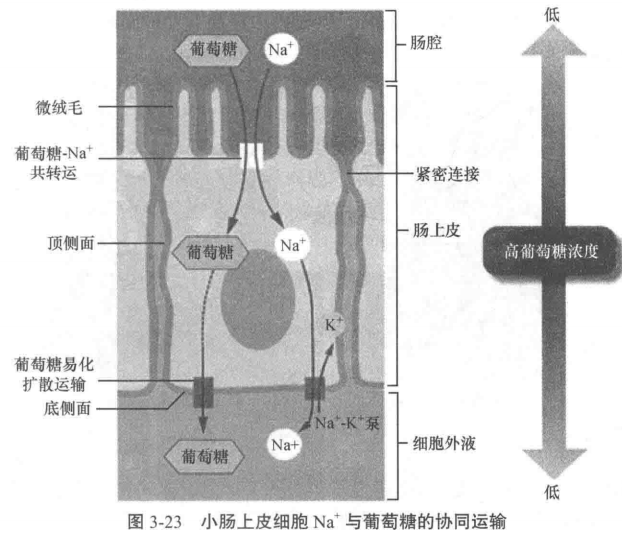 低
葡萄糖
Na⁺
肠腔
微绒毛
葡萄糖-Na⁺
共转运
紧密连接
顶侧面
葡萄糖
Na⁺
肠上皮
高葡萄糖浓度
K⁺
葡萄糖易化
扩散运输
底侧面
Na⁺-K⁺泵
葡萄糖
Na+
细胞外液
低
图 3-23 小肠上皮细胞 Na⁺ 与葡萄糖的协同运输